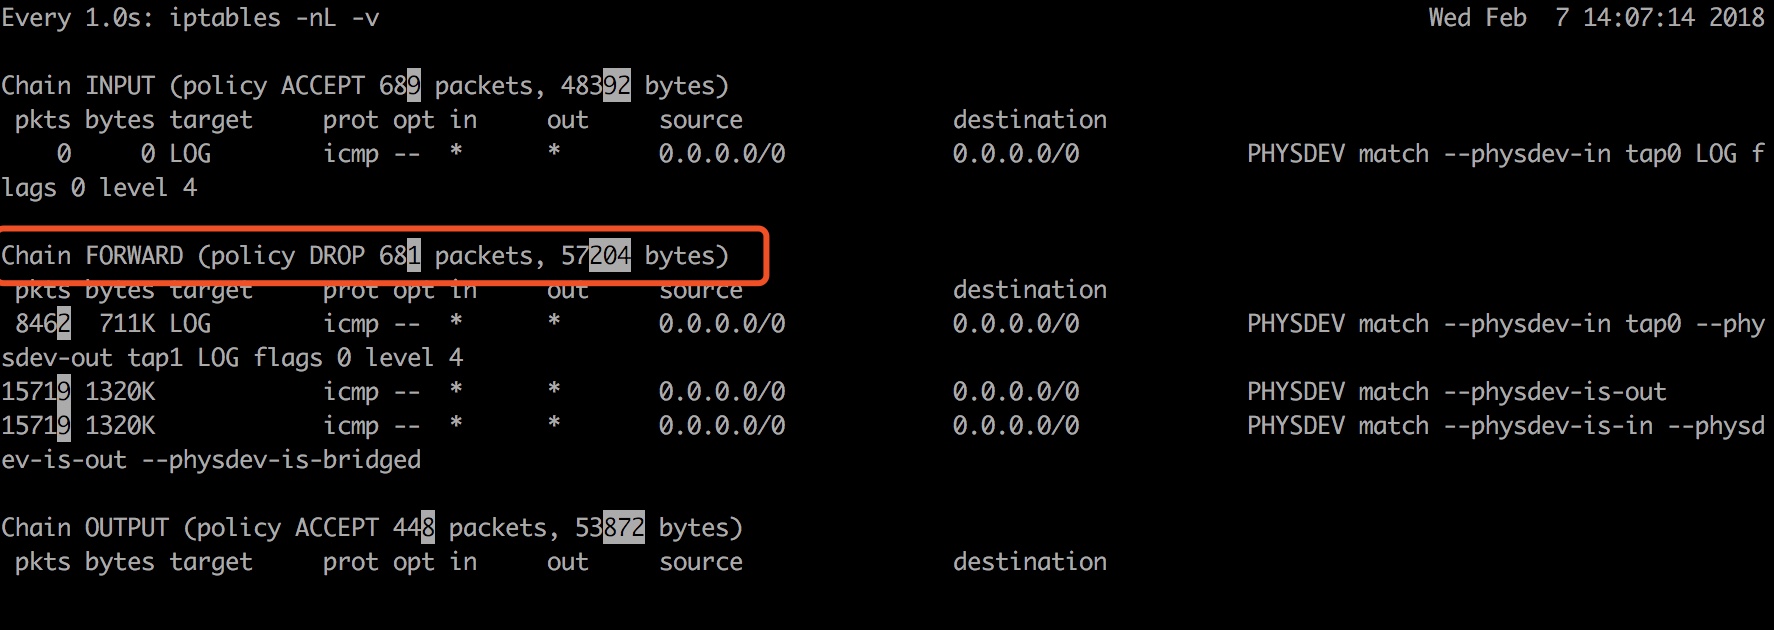 Every 1.0s: iptables -nL -v                                                                           Wed Feb  7 14:07:14 2018
Chain INPUT (policy ACCEPT 689 packets, 48392 bytes)
 pkts bytes target     prot opt in     out     source               destination
    0     0 LOG        icmp --  *      *       0.0.0.0/0            0.0.0.0/0            PHYSDEV match --physdev-in tap0 LOG f
lags 0 level 4
Chain FORWARD (policy DROP 681 packets, 57204 bytes)
 pkts bytes target     prot opt in     out     source               destination
 8462  711K LOG        icmp --  *      *       0.0.0.0/0            0.0.0.0/0            PHYSDEV match --physdev-in tap0 --phy
sdev-out tap1 LOG flags 0 level 4
15719 1320K            icmp --  *      *       0.0.0.0/0            0.0.0.0/0            PHYSDEV match --physdev-is-out
15719 1320K            icmp --  *      *       0.0.0.0/0            0.0.0.0/0            PHYSDEV match --physdev-is-in --physd
ev-is-out --physdev-is-bridged
Chain OUTPUT (policy ACCEPT 448 packets, 53872 bytes)
 pkts bytes target     prot opt in     out     source               destination